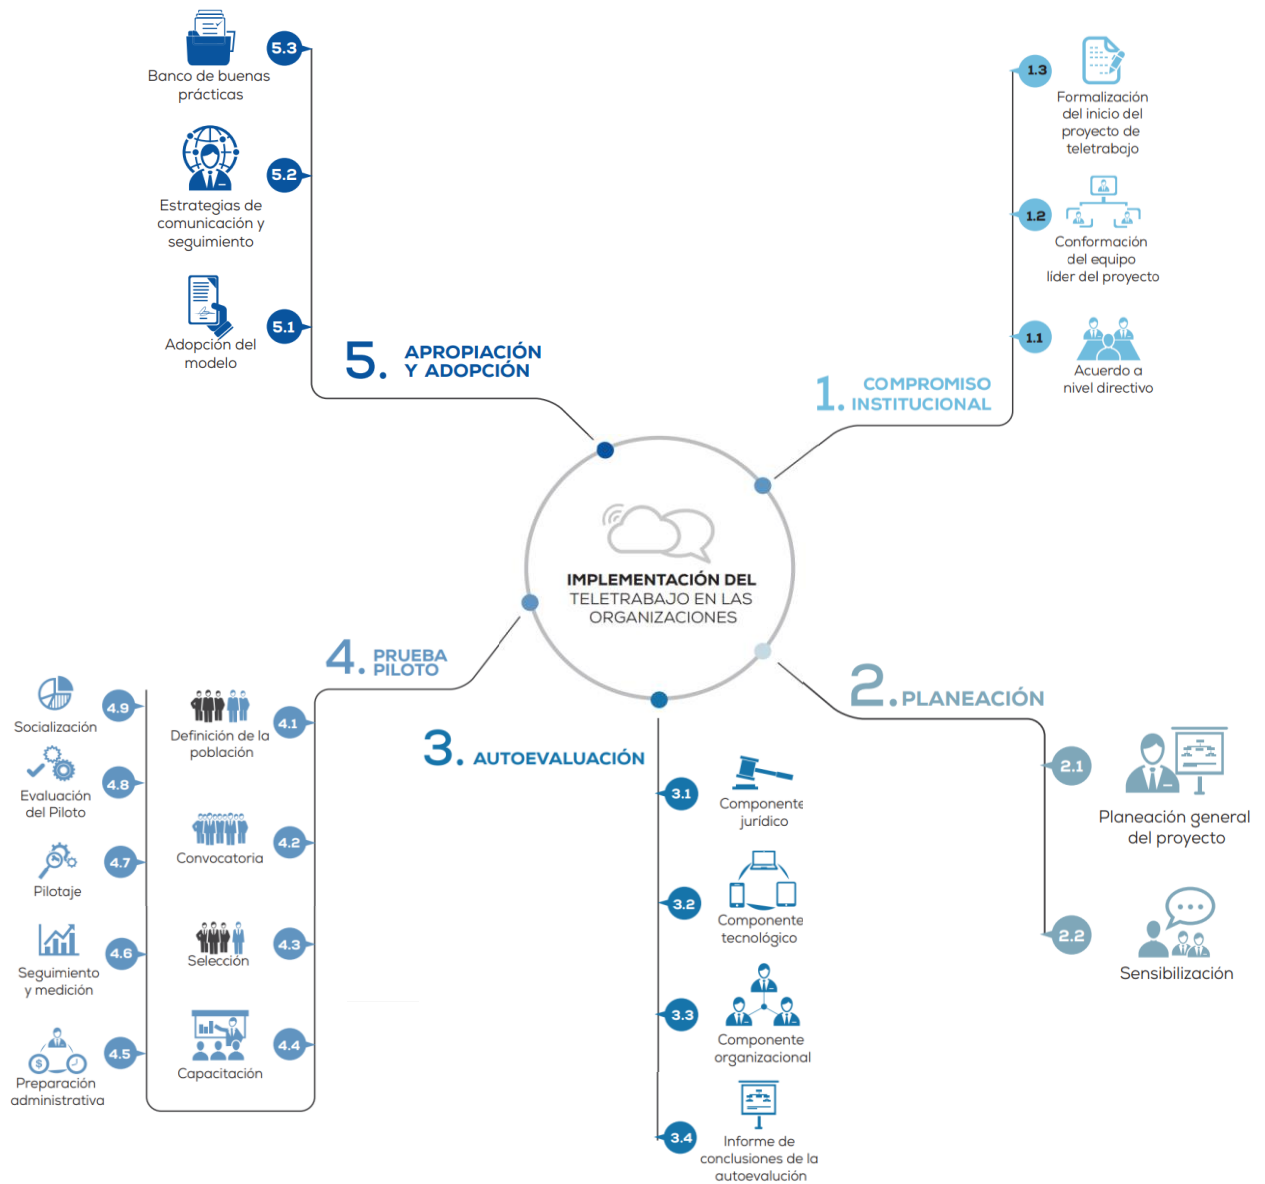 IMPLEMENTACIÓN DEL
TELETRABAJO EN LAS
ORGANIZACIONES
1. COMPROMISO
INSTITUCIONAL
1.1
Acuerdo a
nivel directivo
1.2
Conformación
del equipo
líder del proyecto
1.3
Formalización
del inicio del
proyecto de
teletrabajo
2. PLANEACIÓN
2.1
Planeación general
del proyecto
2.2
Sensibilización
3. AUTOEVALUACIÓN
3.1
Componente
jurídico
3.2
Componente
tecnológico
3.3
Componente
organizacional
3.4
Informe de
conclusiones de la
autoevalución
4. PRUEBA
PILOTO
4.1
Definición de la
población
4.2
Convocatoria
4.3
Selección
4.4
Capacitación
4.5
Preparación
administrativa
4.6
Seguimiento
y medición
4.7
Pilotaje
4.8
Evaluación
del Piloto
4.9
Socialización
5. APROPIACIÓN
Y ADOPCIÓN
5.1
Adopción del
modelo
5.2
Estrategias de
comunicación y
seguimiento
5.3
Banco de buenas
prácticas